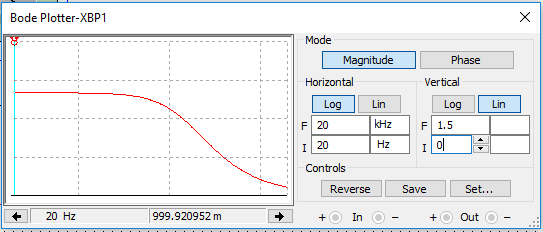 Bode Plotter-XBP1
Mode
Magnitude Phase
Horizontal Vertical
Log Lin Log Lin
F 20 kHz F 1.5
I 20 Hz I 0
Controls
Reverse Save Set...
20 Hz 999.920952 m + In − + Out −